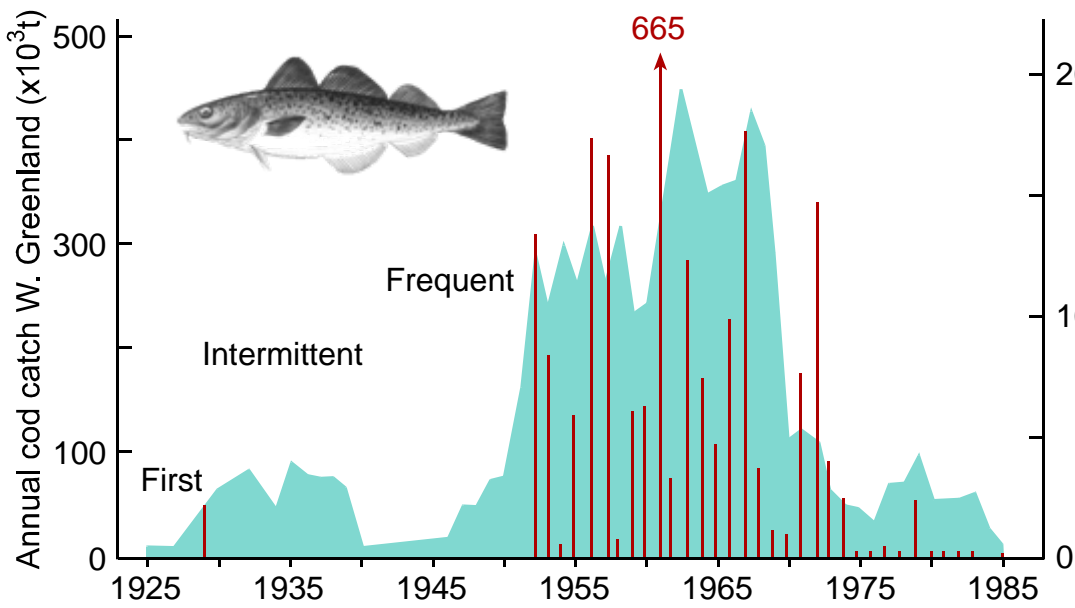 665
500
300
100
0
Annual cod catch W. Greenland (x10³t)
Frequent
Intermittent
First
0
1925 1935 1945 1955 1965 1975 1985